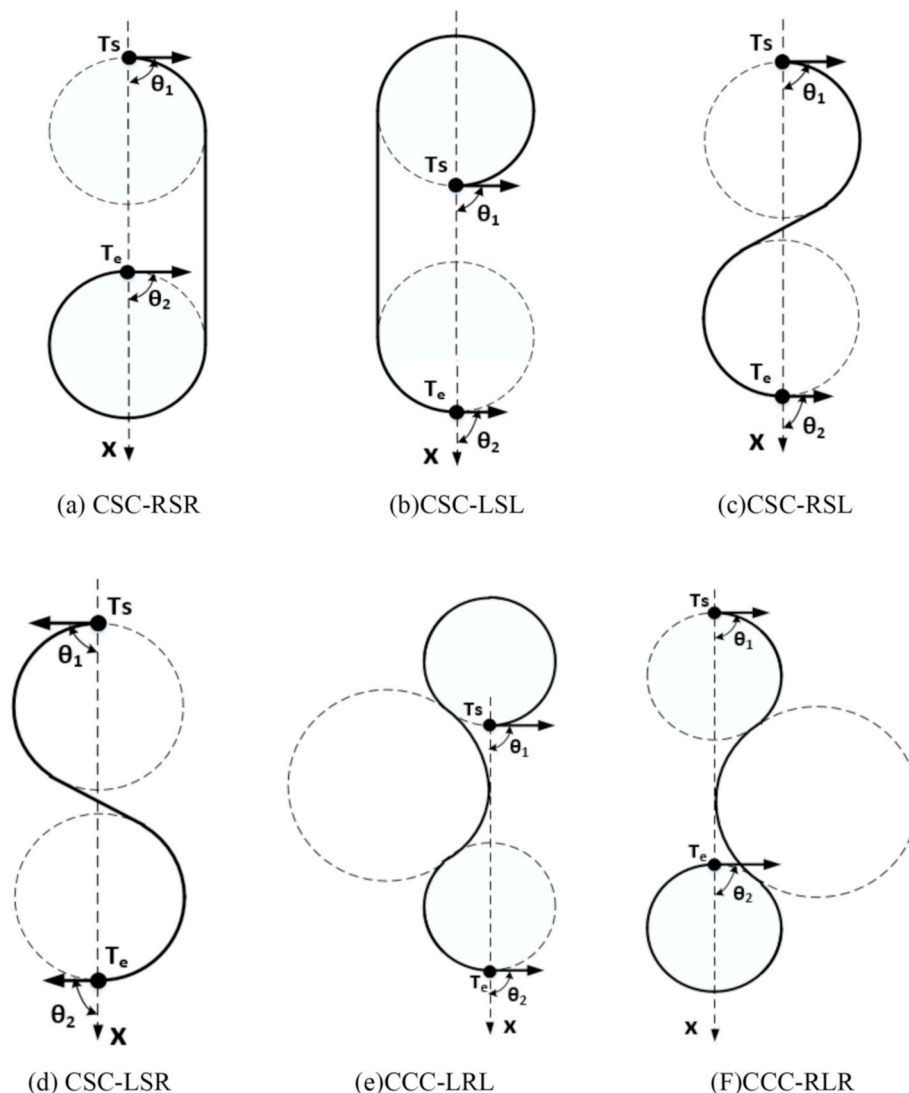 Ts
θ₁
Tₑ
θ₂
X
(a) CSC-RSR
Ts
θ₁
Tₑ
θ₂
X
(b)CSC-LSL
Ts
θ₁
Tₑ
θ₂
X
(c)CSC-RSL
Ts
θ₁
Tₑ
θ₂
X
(d) CSC-LSR
Ts
θ₁
Tₑ
θ₂
x
(e)CCC-LRL
Ts
θ₁
Tₑ
θ₂
x
(F)CCC-RLR